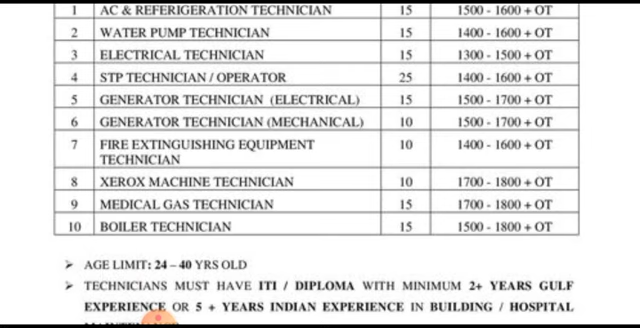 1 AC & REFERIGERATION TECHNICIAN 15 1500 - 1600 + OT
2 WATER PUMP TECHNICIAN 15 1400 - 1600 + OT
3 ELECTRICAL TECHNICIAN 15 1300 - 1500 + OT
4 STP TECHNICIAN / OPERATOR 25 1400 - 1600 + OT
5 GENERATOR TECHNICIAN (ELECTRICAL) 15 1500 - 1700 + OT
6 GENERATOR TECHNICIAN (MECHANICAL) 10 1500 - 1700 + OT
7 FIRE EXTINGUISHING EQUIPMENT 10 1400 - 1600 + OT
TECHNICIAN
8 XEROX MACHINE TECHNICIAN 10 1700 - 1800 + OT
9 MEDICAL GAS TECHNICIAN 15 1700 - 1800 + OT
10 BOILER TECHNICIAN 15 1500 - 1800 + OT
➢ AGE LIMIT: 24 – 40 YRS OLD
➢ TECHNICIANS MUST HAVE ITI / DIPLOMA WITH MINIMUM 2+ YEARS GULF
EXPERIENCE OR 5 + YEARS INDIAN EXPERIENCE IN BUILDING / HOSPITAL